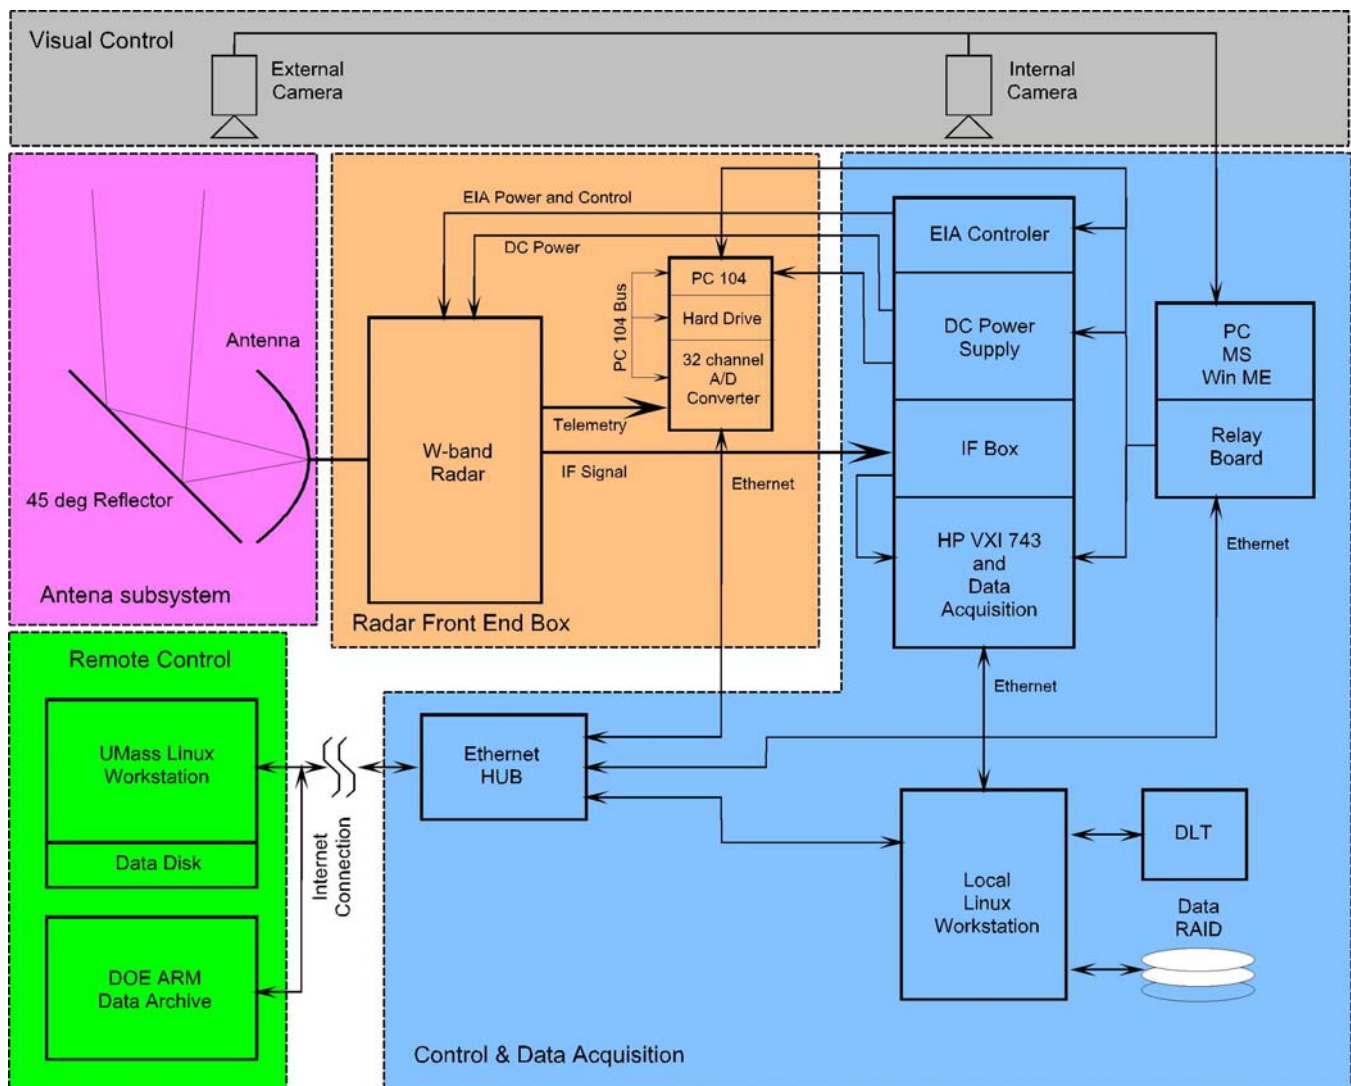 Visual Control
External
Camera
Internal
Camera
EIA Power and Control
DC Power
PC 104 Bus
PC 104
Hard Drive
32 channel
A/D
Converter
Antenna
45 deg Reflector
Antena subsystem
W-band
Radar
Telemetry
IF Signal
Ethernet
Radar Front End Box
EIA Controler
DC Power
Supply
IF Box
HP VXI 743
and
Data
Acquisition
PC
MS
Win ME
Relay
Board
Ethernet
Ethernet
Remote Control
UMass Linux
Workstation
Data Disk
DOE ARM
Data Archive
Internet
Connection
Ethernet
HUB
Local
Linux
Workstation
DLT
Data
RAID
Control & Data Acquisition